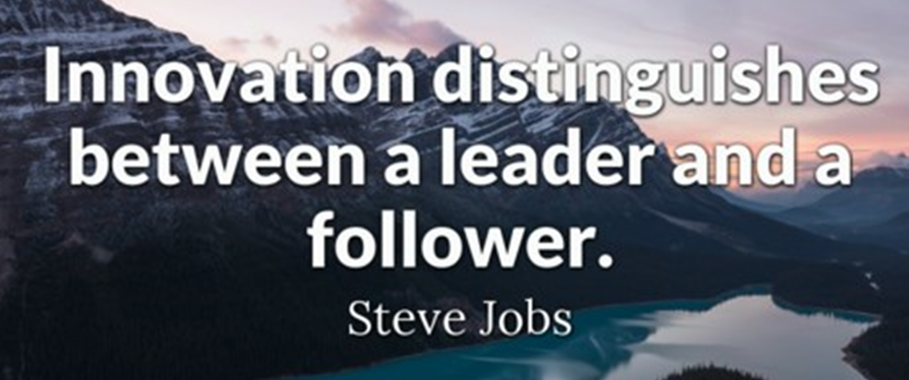 Innovation distinguishes
between a leader and a
follower.
Steve Jobs